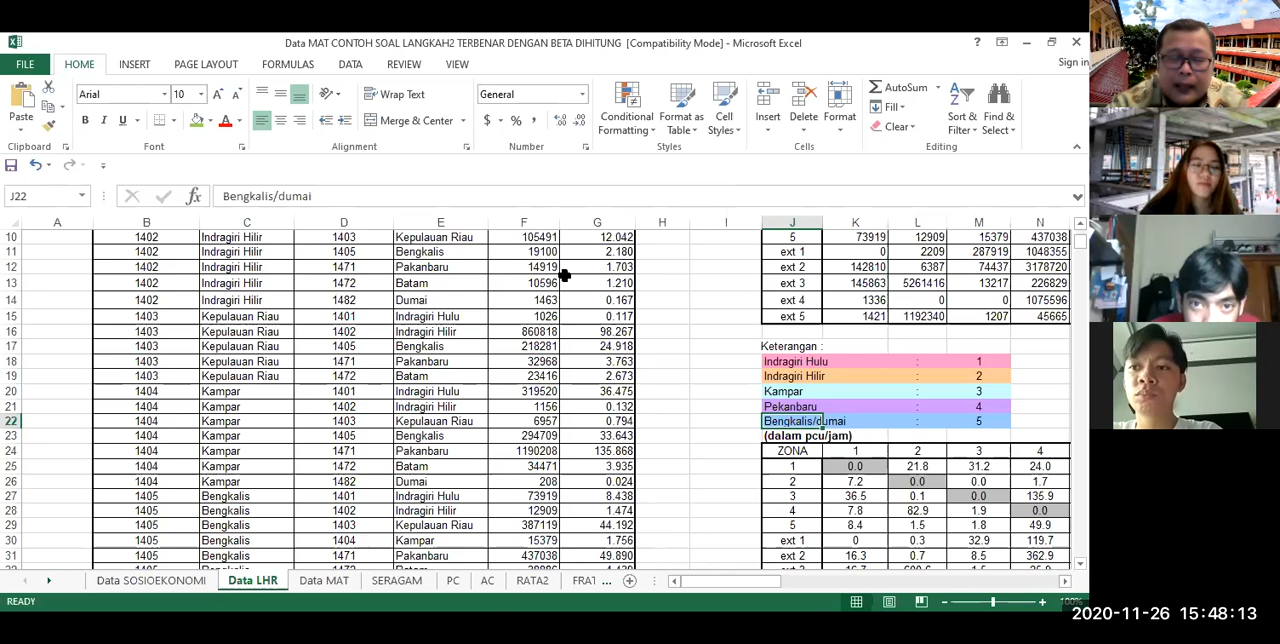 Data MAT CONTOH SOAL LANGKAH2 TERBENAR DENGAN BETA DIHITUNG [Compatibility Mode] - Microsoft Excel
FILE HOME INSERT PAGE LAYOUT FORMULAS DATA REVIEW VIEW Sign in
Arial 10 Wrap Text General AutoSum
Paste B I U Merge & Center $ % , Conditional Formatting Format as Table Cell Styles Insert Delete Format Fill Clear Sort & Filter Find & Select
Clipboard Font Alignment Number Styles Cells Editing
J22 fx Bengkalis/dumai
A B C D E F G H I J K L M N
10 1402 Indragiri Hilir 1403 Kepulauan Riau 105491 12.042 5 73919 12909 15379 437038
11 1402 Indragiri Hilir 1405 Bengkalis 19100 2.180 ext 1 0 2209 287919 1048355
12 1402 Indragiri Hilir 1471 Pakanbaru 14919 1.703 ext 2 142810 6387 74437 3178720
13 1402 Indragiri Hilir 1472 Batam 10596 1.210 ext 3 145863 5261416 13217 226829
14 1402 Indragiri Hilir 1482 Dumai 1463 0.167 ext 4 1336 0 0 1075596
15 1403 Kepulauan Riau 1401 Indragiri Hulu 1026 0.117 ext 5 1421 1192340 1207 45665
16 1403 Kepulauan Riau 1402 Indragiri Hilir 860818 98.267
17 1403 Kepulauan Riau 1405 Bengkalis 218281 24.918 Keterangan :
18 1403 Kepulauan Riau 1471 Pakanbaru 32968 3.763 Indragiri Hulu : 1
19 1403 Kepulauan Riau 1472 Batam 23416 2.673 Indragiri Hilir : 2
20 1404 Kampar 1401 Indragiri Hulu 319520 36.475 Kampar : 3
21 1404 Kampar 1402 Indragiri Hilir 1156 0.132 Pekanbaru : 4
22 1404 Kampar 1403 Kepulauan Riau 6957 0.794 Bengkalis/dumai : 5
23 1404 Kampar 1405 Bengkalis 294709 33.643 (dalam pcu/jam)
24 1404 Kampar 1471 Pakanbaru 1190208 135.868 ZONA 1 2 3 4
25 1404 Kampar 1472 Batam 34471 3.935 1 0.0 21.8 31.2 24.0
26 1404 Kampar 1482 Dumai 208 0.024 2 7.2 0.0 0.0 1.7
27 1405 Bengkalis 1401 Indragiri Hulu 73919 8.438 3 36.5 0.1 0.0 135.9
28 1405 Bengkalis 1402 Indragiri Hilir 12909 1.474 4 7.8 82.9 1.9 0.0
29 1405 Bengkalis 1403 Kepulauan Riau 387119 44.192 5 8.4 1.5 1.8 49.9
30 1405 Bengkalis 1404 Kampar 15379 1.756 ext 1 0 0.3 32.9 119.7
31 1405 Bengkalis 1471 Pakanbaru 437038 49.890 ext 2 16.3 0.7 8.5 362.9
Data SOSIOEKONOMI Data LHR Data MAT SERAGAM PC AC RATA2 FRAT ...
READY 100%
2020-11-26 15:48:13